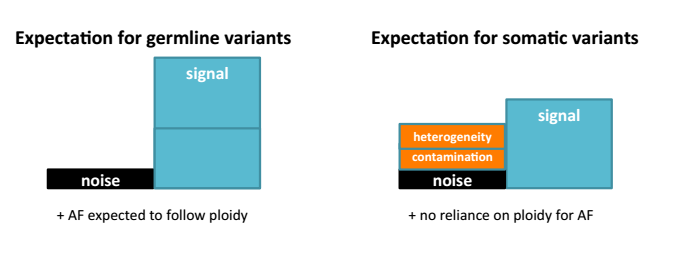 Expectation for germline variants
signal
noise
+ AF expected to follow ploidy
Expectation for somatic variants
signal
heterogeneity
contamination
noise
+ no reliance on ploidy for AF